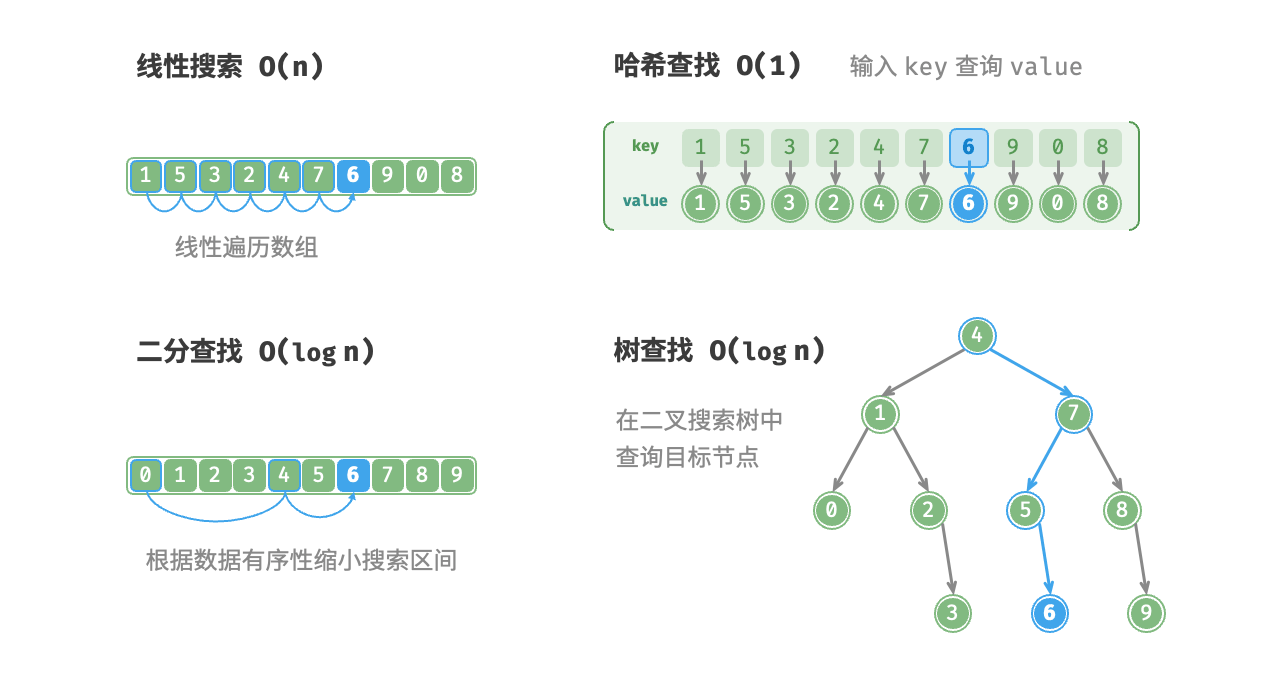 线性搜索 O(n)
1 5 3 2 4 7 6 9 0 8
线性遍历数组
哈希查找 O(1) 输入 key 查询 value
key 1 5 3 2 4 7 6 9 0 8
value 1 5 3 2 4 7 6 9 0 8
二分查找 O(log n)
0 1 2 3 4 5 6 7 8 9
根据数据有序性缩小搜索区间
树查找 O(log n)
在二叉搜索树中
查询目标节点
4
1 7
0 2 5 8
3 6 9